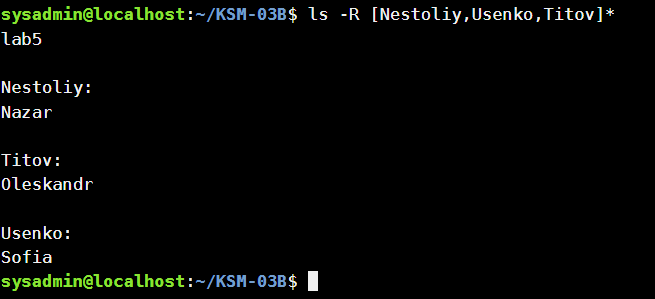 sysadmin@localhost:~/KSM-03B$ ls -R [Nestoliy,Usenko,Titov]*
lab5

Nestoliy:
Nazar

Titov:
Oleskandr

Usenko:
Sofia
sysadmin@localhost:~/KSM-03B$